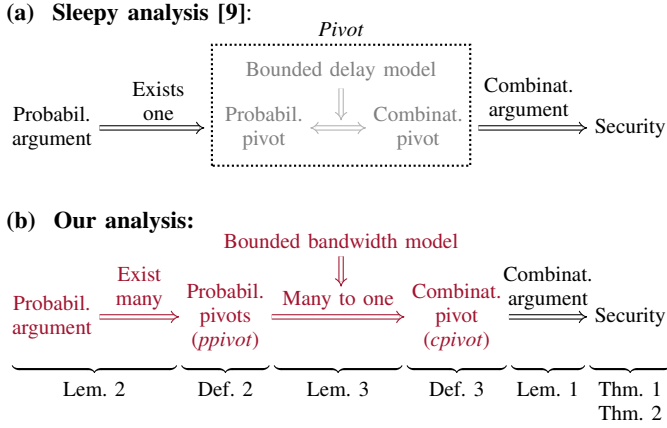 (a) Sleepy analysis [9]:
Pivot
Bounded delay model
Probabil.
argument
Exists
one
Probabil.
pivot
Combinat.
pivot
Combinat.
argument
Security
(b) Our analysis:
Bounded bandwidth model
Probabil.
argument
Exist
many
Probabil.
pivots
(ppivot)
Many to one
Combinat.
pivot
(cpivot)
Combinat.
argument
Security
Lem. 2
Def. 2
Lem. 3
Def. 3
Lem. 1
Thm. 1
Thm. 2